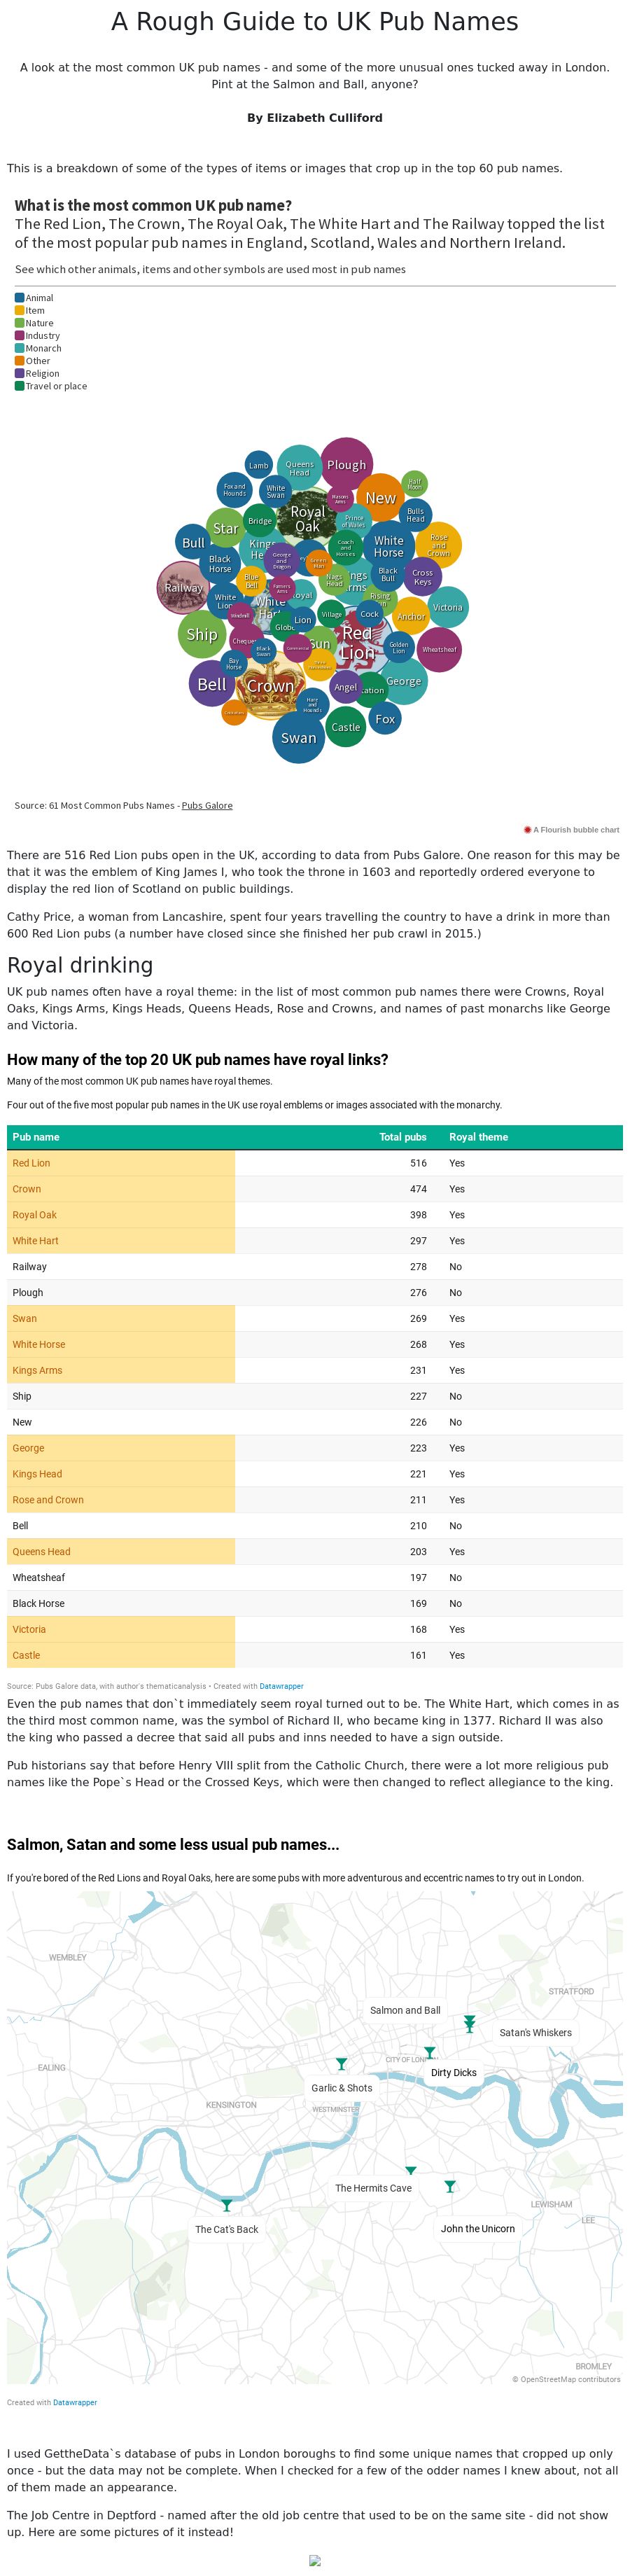 A Rough Guide to UK Pub Names
A look at the most common UK pub names - and some of the more unusual ones tucked away in London.
Pint at the Salmon and Ball, anyone?
By Elizabeth Culliford
This is a breakdown of some of the types of items or images that crop up in the top 60 pub names.
What is the most common UK pub name?
The Red Lion, The Crown, The Royal Oak, The White Hart and The Railway topped the list
of the most popular pub names in England, Scotland, Wales and Northern Ireland.
See which other animals, items and other symbols are used most in pub names
Animal
Item
Nature
Industry
Monarch
Other
Religion
Travel or place
Lamb
Queens
Head
Plough
Fox and
Hounds
White
Swan
Masons
Arms
New
Half
Moon
Royal
Oak
Prince
of Wales
Bulls
Head
Star
Bridge
Kings
He
Coach
and
Horses
White
Horse
Rose
and
Crown
Bull
Black
Horse
George
and
Dragon
Green
Man
Nags
Head
ngs
rms
Black
Bull
Cross
Keys
Railway
Blue
Bell
Farmers
Arms
oyal
Rising
White
Lion
White
Hart
Village
Cock
Anchor
Victoria
Windmill
Globe
Lion
Ship
Chequers
Black
Swan
Commercial
Sun
Red
Lion
Golden
Lion
Wheatsheaf
Bay
Horse
Bell
Crown
Angel
tation
George
Hare
and
Hounds
Fox
Swan
Castle
Source: 61 Most Common Pubs Names - Pubs Galore
A Flourish bubble chart
There are 516 Red Lion pubs open in the UK, according to data from Pubs Galore. One reason for this may be
that it was the emblem of King James I, who took the throne in 1603 and reportedly ordered everyone to
display the red lion of Scotland on public buildings.
Cathy Price, a woman from Lancashire, spent four years travelling the country to have a drink in more than
600 Red Lion pubs (a number have closed since she finished her pub crawl in 2015.)
Royal drinking
UK pub names often have a royal theme: in the list of most common pub names there were Crowns, Royal
Oaks, Kings Arms, Kings Heads, Queens Heads, Rose and Crowns, and names of past monarchs like George
and Victoria.
How many of the top 20 UK pub names have royal links?
Many of the most common UK pub names have royal themes.
Four out of the five most popular pub names in the UK use royal emblems or images associated with the monarchy.
Pub name Total pubs Royal theme
Red Lion 516 Yes
Crown 474 Yes
Royal Oak 398 Yes
White Hart 297 Yes
Railway 278 No
Plough 276 No
Swan 269 Yes
White Horse 268 Yes
Kings Arms 231 Yes
Ship 227 No
New 226 No
George 223 Yes
Kings Head 221 Yes
Rose and Crown 211 Yes
Bell 210 No
Queens Head 203 Yes
Wheatsheaf 197 No
Black Horse 169 No
Victoria 168 Yes
Castle 161 Yes
Source: Pubs Galore data, with author's thematicanalysis • Created with Datawrapper
Even the pub names that don`t immediately seem royal turned out to be. The White Hart, which comes in as
the third most common name, was the symbol of Richard II, who became king in 1377. Richard II was also
the king who passed a decree that said all pubs and inns needed to have a sign outside.
Pub historians say that before Henry VIII split from the Catholic Church, there were a lot more religious pub
names like the Pope`s Head or the Crossed Keys, which were then changed to reflect allegiance to the king.
Salmon, Satan and some less usual pub names...
If you're bored of the Red Lions and Royal Oaks, here are some pubs with more adventurous and eccentric names to try out in London.
WEMBLEY
STRATFORD
Salmon and Ball
Satan's Whiskers
CITY OF LONDON
EALING
Dirty Dicks
Garlic & Shots
KENSINGTON
WESTMINSTER
The Hermits Cave
LEWISHAM
LEE
The Cat's Back
John the Unicorn
BROMLEY
© OpenStreetMap contributors
Created with Datawrapper
I used GettheData`s database of pubs in London boroughs to find some unique names that cropped up only
once - but the data may not be complete. When I checked for a few of the odder names I knew about, not all
of them made an appearance.
The Job Centre in Deptford - named after the old job centre that used to be on the same site - did not show
up. Here are some pictures of it instead!